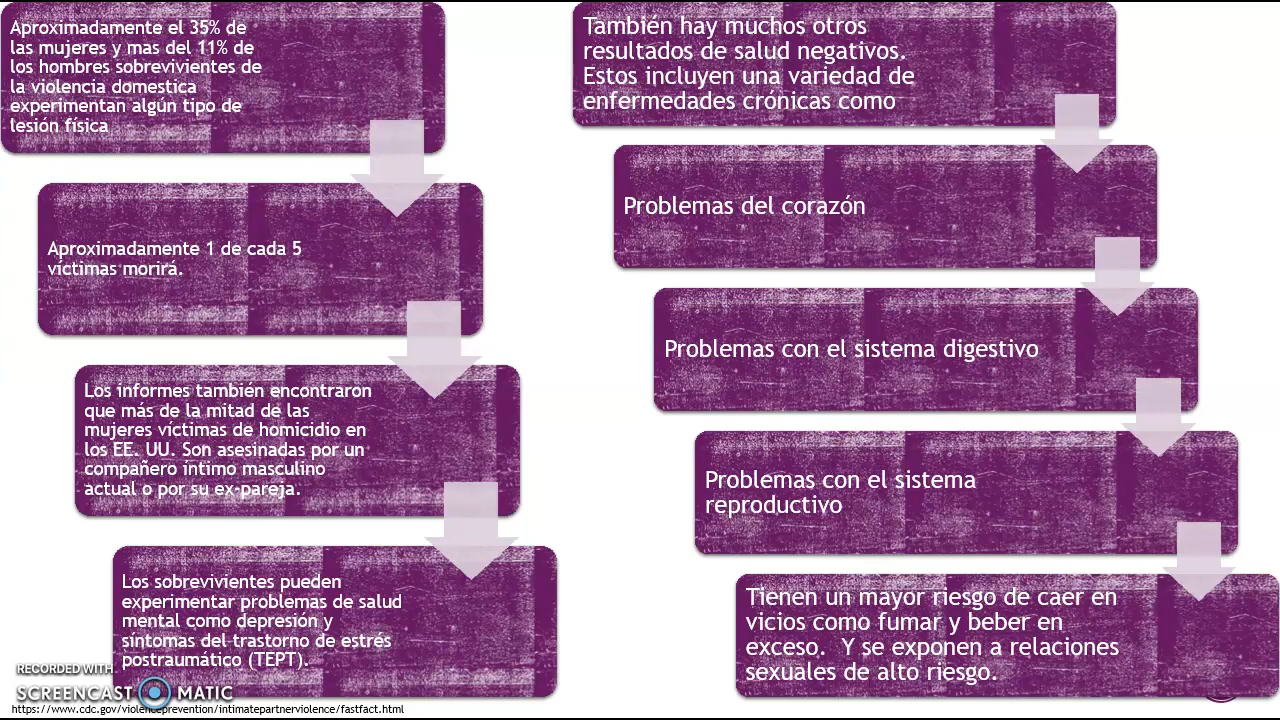 Aproximadamente el 35% de
las mujeres y mas del 11% de
los hombres sobrevivientes de
la violencia domestica
experimentan algún tipo de
lesión física
Aproximadamente 1 de cada 5
víctimas morirá.
Los informes también encontraron
que más de la mitad de las
mujeres víctimas de homicidio en
los EE. UU. Son asesinadas por un
compañero íntimo masculino
actual o por su ex-pareja.
Los sobrevivientes pueden
experimentar problemas de salud
mental como depresión y
síntomas del trastorno de estrés
postraumático (TEPT).
También hay muchos otros
resultados de salud negativos.
Estos incluyen una variedad de
enfermedades crónicas como
Problemas del corazón
Problemas con el sistema digestivo
Problemas con el sistema
reproductivo
Tienen un mayor riesgo de caer en
vicios como fumar y beber en
exceso.  Y se exponen a relaciones
sexuales de alto riesgo.
RECORDED WITH
SCREENCAST MATIC
https://www.cdc.gov/violenceprevention/intimatepartnerviolence/fastfact.html